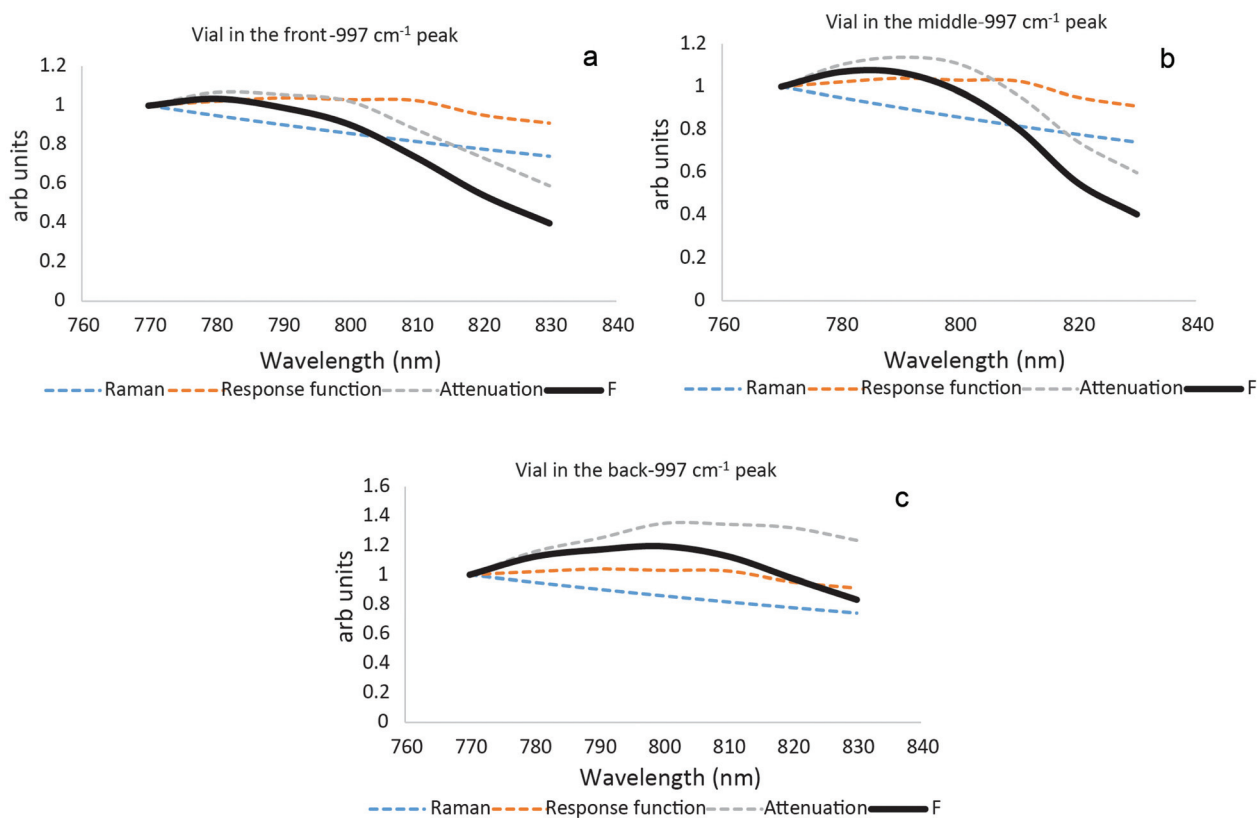 Vial in the front-997 cm-1 peak
a
1.2
1
0.8
0.6
0.4
0.2
0
arb units
760 770 780 790 800 810 820 830 840
Wavelength (nm)
Raman Response function Attenuation F
Vial in the middle-997 cm-1 peak
b
1.2
1
0.8
0.6
0.4
0.2
0
arb units
760 780 800 820 840
Wavelength (nm)
Raman Response function Attenuation F
Vial in the back-997 cm-1 peak
c
1.6
1.4
1.2
1
0.8
0.6
0.4
0.2
0
arb units
760 770 780 790 800 810 820 830 840
Wavelength (nm)
Raman Response function Attenuation F